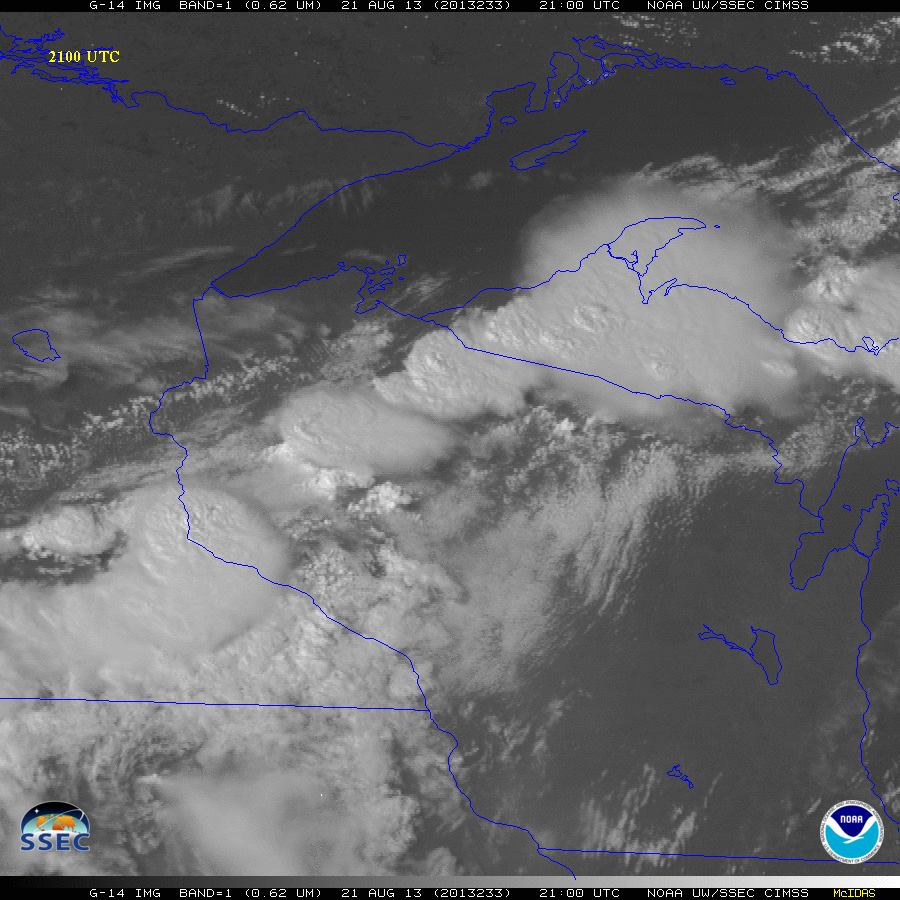 G-14 IMG BAND=1 (0.62 UM) 21 AUG 13 (2013233) 21:00 UTC NOAA UW/SSEC CIMSS
2100 UTC
SSEC
NOAA
G-14 IMG BAND=1 (0.62 UM) 21 AUG 13 (2013233) 21:00 UTC NOAA UW/SSEC CIMSS McIDAS